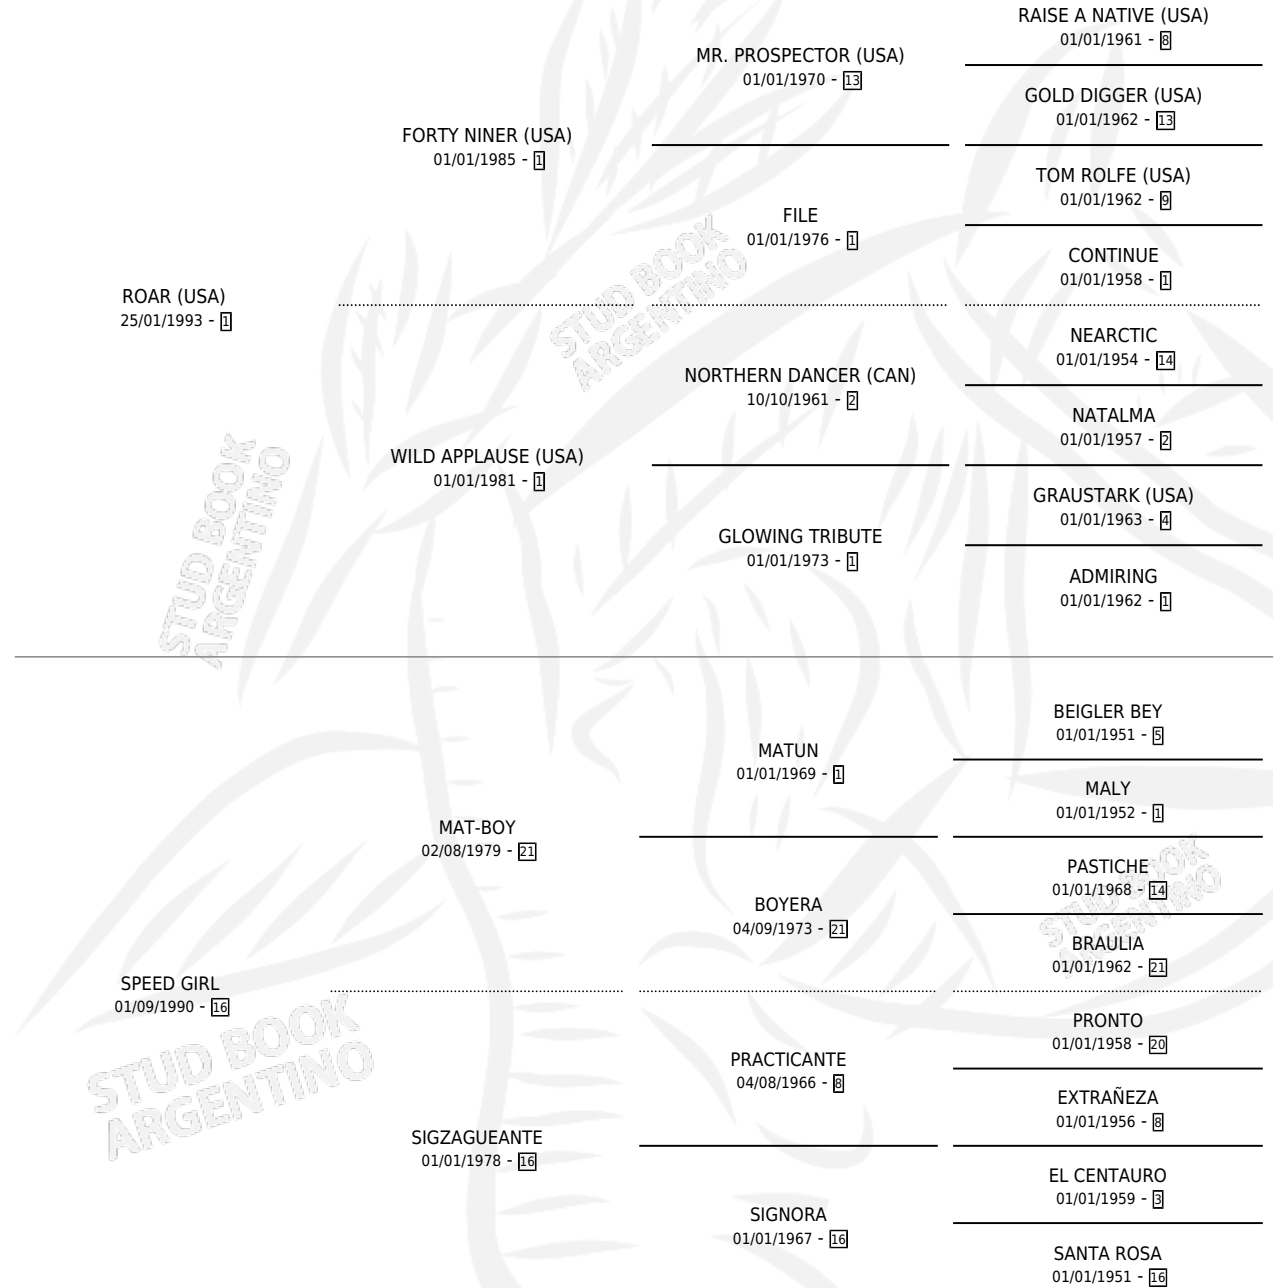 RAISE A NATIVE (USA)
01/01/1961 - 8
MR. PROSPECTOR (USA)
01/01/1970 - 13
GOLD DIGGER (USA)
01/01/1962 - 13
FORTY NINER (USA)
01/01/1985 - 1
TOM ROLFE (USA)
01/01/1962 - 9
FILE
01/01/1976 - 1
CONTINUE
01/01/1958 - 1
ROAR (USA)
25/01/1993 - 1
NEARCTIC
01/01/1954 - 14
NORTHERN DANCER (CAN)
10/10/1961 - 2
NATALMA
01/01/1957 - 2
WILD APPLAUSE (USA)
01/01/1981 - 1
GRAUSTARK (USA)
01/01/1963 - 4
GLOWING TRIBUTE
01/01/1973 - 1
ADMIRING
01/01/1962 - 1
BEIGLER BEY
01/01/1951 - 5
MATUN
01/01/1969 - 1
MALY
01/01/1952 - 1
MAT-BOY
02/08/1979 - 21
PASTICHE
01/01/1968 - 14
BOYERA
04/09/1973 - 21
BRAULIA
01/01/1962 - 21
SPEED GIRL
01/09/1990 - 16
PRONTO
01/01/1958 - 20
PRACTICANTE
04/08/1966 - 8
EXTRAÑEZA
01/01/1956 - 8
SIGZAGUEANTE
01/01/1978 - 16
EL CENTAURO
01/01/1959 - 3
SIGNORA
01/01/1967 - 16
SANTA ROSA
01/01/1951 - 16
STUD BOOK
ARGENTINO
STUD BOOK
ARGENTINO
STUD BOOK
ARGENTINO
STUD BOOK
ARGENTINO